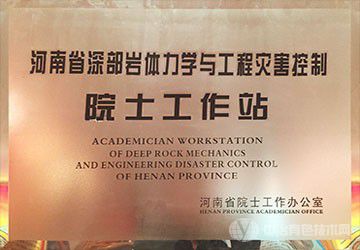 河南省深部岩体力学与工程灾害控制
院士工作站
ACADEMICIAN WORKSTATION
OF DEEP ROCK MECHANICS
AND ENGINEERING DISASTER CONTROL
OF HENAN PROVINCE
河南省院士工作办公室
HENAN PROVINCE ACADEMICIAN OFFICE